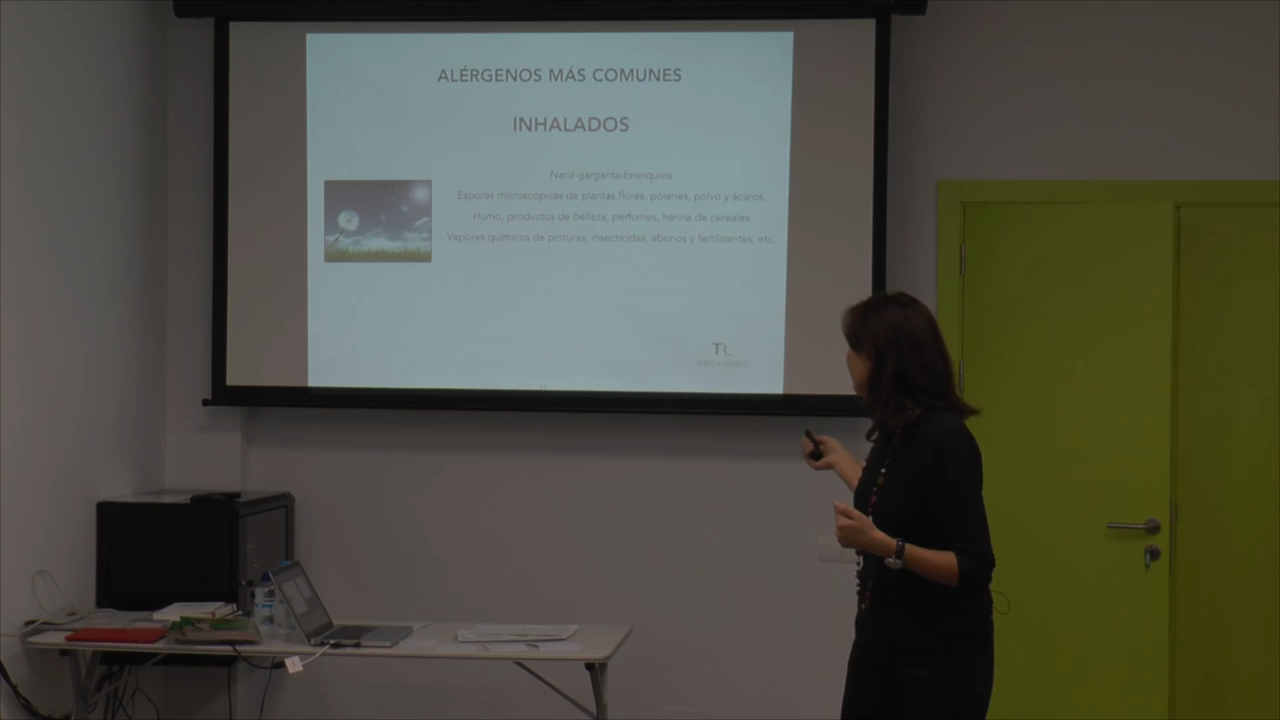 ALÉRGENOS MÁS COMUNES
INHALADOS
Nariz-garganta-bronquios
Esporas microscópicas de plantas,flores, pólenes, polvo y ácaros
Humo, productos de belleza, perfumes, harina de cereales
Vapores químicos de pinturas, insecticidas, abonos y fertilizantes, etc.
TL